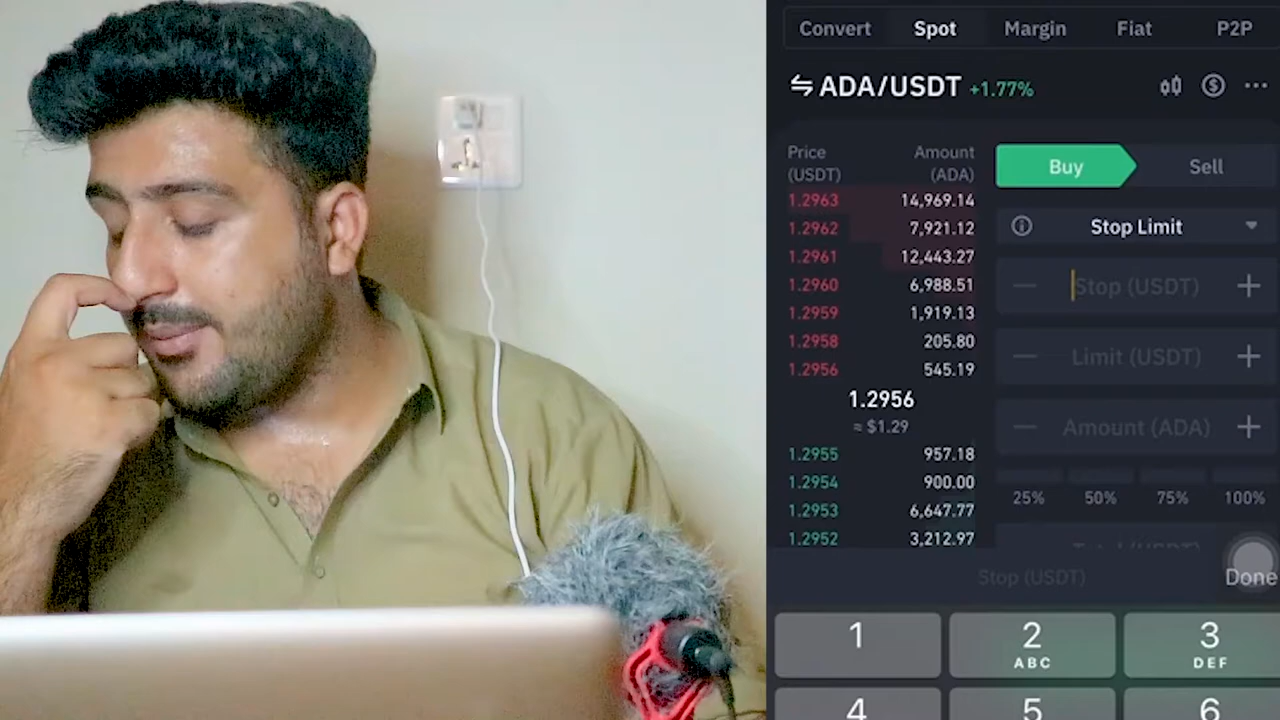 Convert Spot Margin Fiat P2P
ADA/USDT +1.77%
Price (USDT) Amount (ADA)
1.2963 14,969.14
1.2962 7,921.12
1.2961 12,443.27
1.2960 6,988.51
1.2959 1,919.13
1.2958 205.80
1.2956 545.19
1.2956
≈ $1.29
1.2955 957.18
1.2954 900.00
1.2953 6,647.77
1.2952 3,212.97
Buy Sell
Stop Limit
Stop (USDT)
Limit (USDT)
Amount (ADA)
25% 50% 75% 100%
Stop (USDT)
Done
1 2 3
ABC DEF
4 5 6